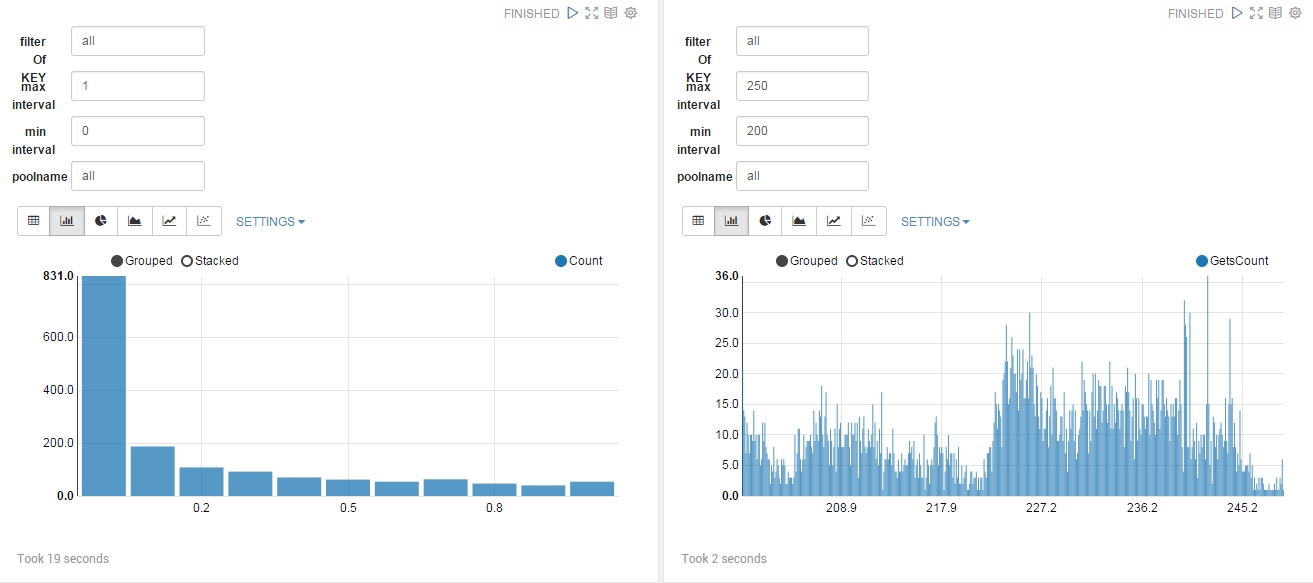 FINISHED
filter Of KEY
all
max interval
1
min interval
0
poolname
all
SETTINGS
Grouped Stacked
Count
831.0
600.0
400.0
200.0
0.0
0.2 0.5 0.8
Took 19 seconds
FINISHED
filter Of KEY
all
max interval
250
min interval
200
poolname
all
SETTINGS
Grouped Stacked
GetsCount
36.0
30.0
25.0
20.0
15.0
10.0
5.0
0.0
208.9 217.9 227.2 236.2 245.2
Took 2 seconds